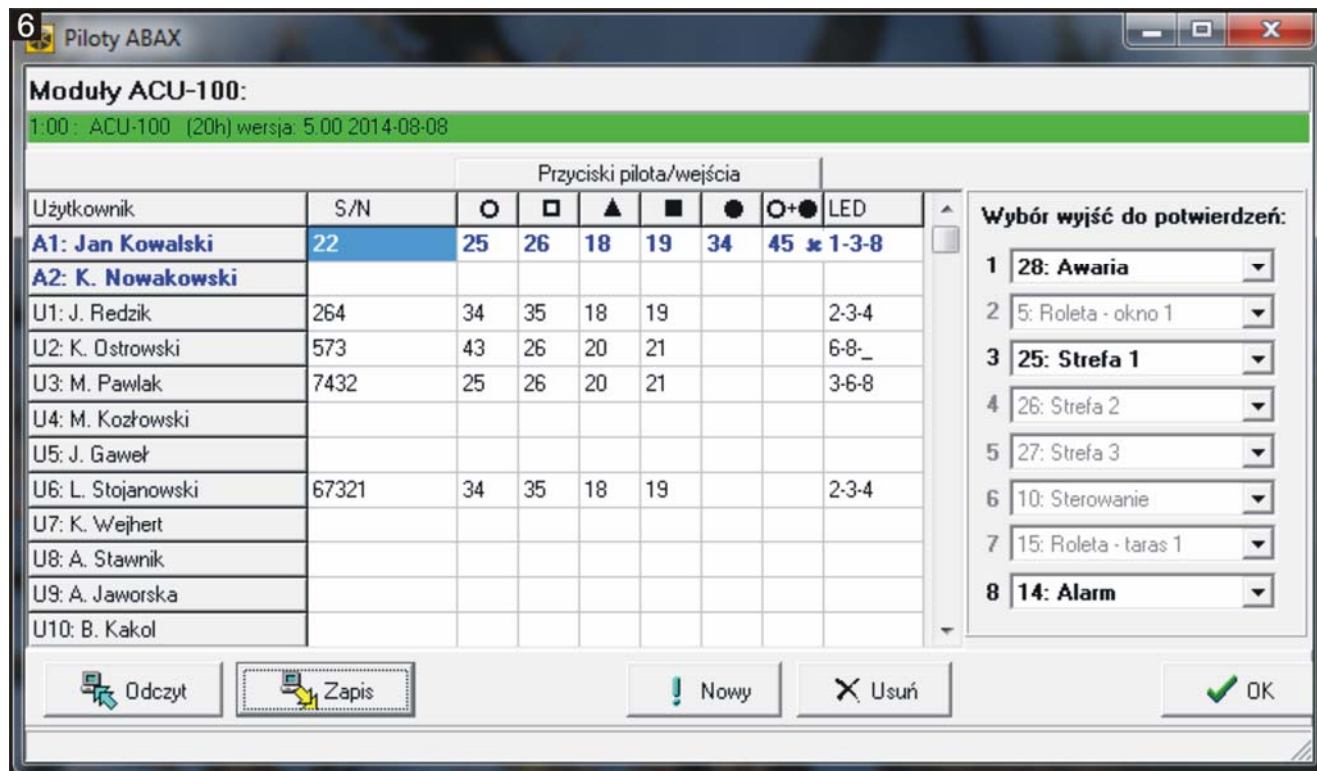 6
Piloty ABAX
Moduły ACU-100:
1:00 : ACU-100 (20h) wersja: 5.00 2014-08-08
Przyciski pilota/wejścia
Użytkownik S/N O+● LED
A1: Jan Kowalski 22 25 26 18 19 34 45 × 1-3-8
A2: K. Nowakowski
U1: J. Redzik 264 34 35 18 19 2-3-4
U2: K. Ostrowski 573 43 26 20 21 6-8-_
U3: M. Pawlak 7432 25 26 20 21 3-6-8
U4: M. Kozłowski
U5: J. Gaweł
U6: L. Stojanowski 67321 34 35 18 19 2-3-4
U7: K. Wejhert
U8: A. Stawnik
U9: A. Jaworska
U10: B. Kakol
Wybór wyjść do potwierdzeń:
1 28: Awaria
2 5: Roleta - okno 1
3 25: Strefa 1
4 26: Strefa 2
5 27: Strefa 3
6 10: Sterowanie
7 15: Roleta - taras 1
8 14: Alarm
Odczyt Zapis Nowy Usuń OK